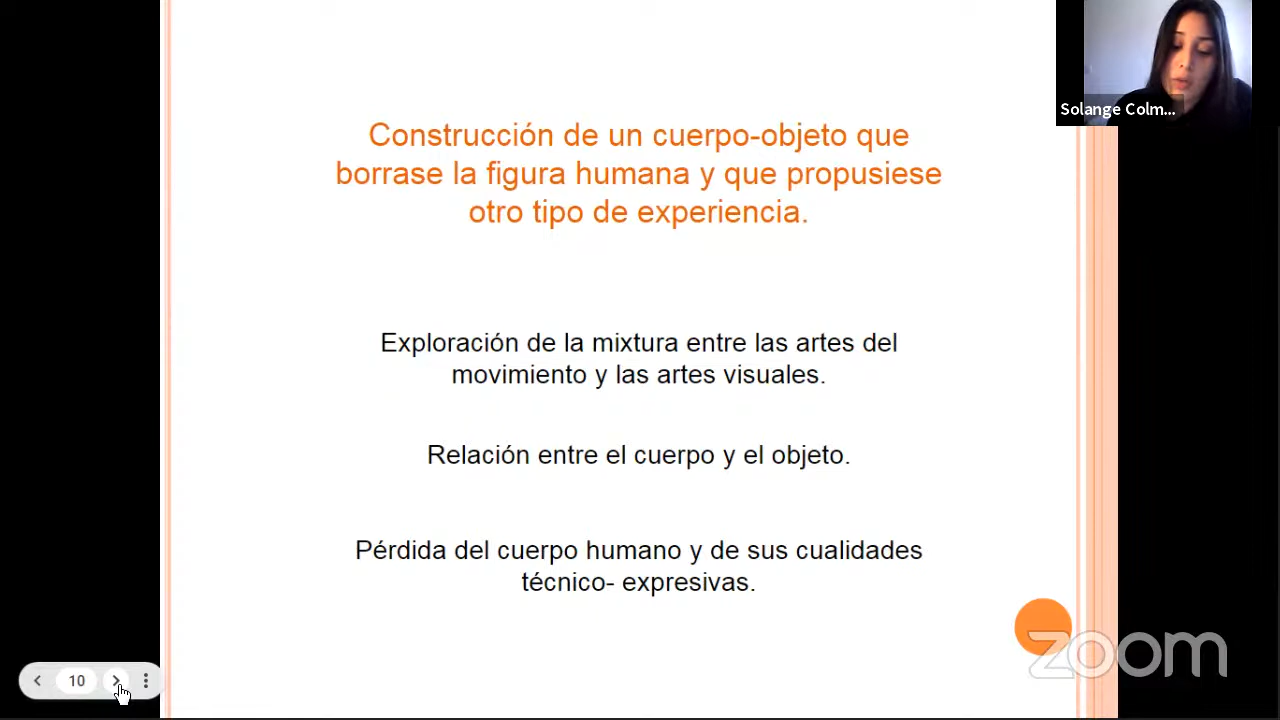 Solange Colm...
Construcción de un cuerpo-objeto que
borrase la figura humana y que propusiese
otro tipo de experiencia.
Exploración de la mixtura entre las artes del
movimiento y las artes visuales.
Relación entre el cuerpo y el objeto.
Pérdida del cuerpo humano y de sus cualidades
técnico- expresivas.
zoom
10